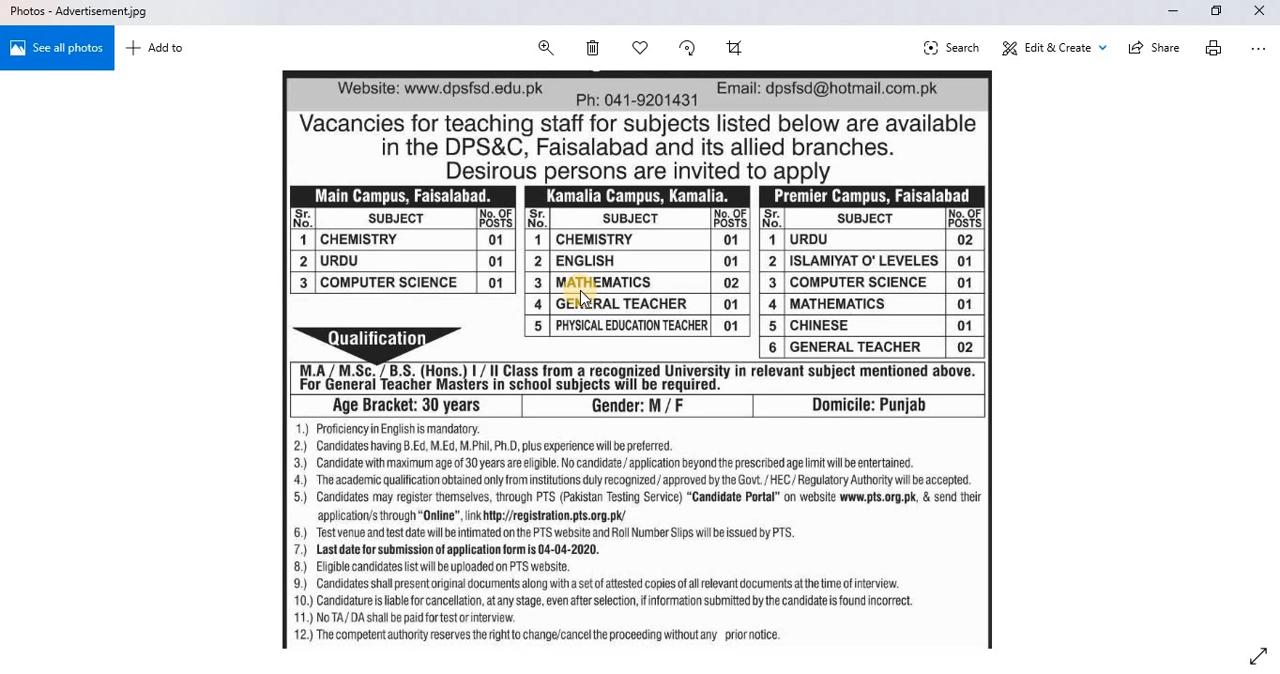 Photos - Advertisement.jpg
See all photos
Add to
Search
Edit & Create
Share
Website: www.dpsfsd.edu.pk
Ph: 041-9201431
Email: dpsfsd@hotmail.com.pk
Vacancies for teaching staff for subjects listed below are available
in the DPS&C, Faisalabad and its allied branches.
Desirous persons are invited to apply
Main Campus, Faisalabad.
Sr. No. SUBJECT No. OF POSTS
1 CHEMISTRY 01
2 URDU 01
3 COMPUTER SCIENCE 01
Kamalia Campus, Kamalia.
Sr. No. SUBJECT No. OF POSTS
1 CHEMISTRY 01
2 ENGLISH 01
3 MATHEMATICS 02
4 GENERAL TEACHER 01
5 PHYSICAL EDUCATION TEACHER 01
Premier Campus, Faisalabad
Sr. No. SUBJECT No. OF POSTS
1 URDU 02
2 ISLAMIYAT O' LEVELES 01
3 COMPUTER SCIENCE 01
4 MATHEMATICS 01
5 CHINESE 01
6 GENERAL TEACHER 02
Qualification
M.A / M.Sc. / B.S. (Hons.) I / II Class from a recognized University in relevant subject mentioned above.
For General Teacher Masters in school subjects will be required.
Age Bracket: 30 years Gender: M / F Domicile: Punjab
1.) Proficiency in English is mandatory.
2.) Candidates having B.Ed, M.Ed, M.Phil, Ph.D, plus experience will be preferred.
3.) Candidate with maximum age of 30 years are eligible. No candidate / application beyond the prescribed age limit will be entertained.
4.) The academic qualification obtained only from institutions duly recognized / approved by the Govt. / HEC / Regulatory Authority will be accepted.
5.) Candidates may register themselves, through PTS (Pakistan Testing Service) “Candidate Portal” on website www.pts.org.pk, & send their
application/s through “Online”, link http://registration.pts.org.pk/
6.) Test venue and test date will be intimated on the PTS website and Roll Number Slips will be issued by PTS.
7.) Last date for submission of application form is 04-04-2020.
8.) Eligible candidates list will be uploaded on PTS website.
9.) Candidates shall present original documents along with a set of attested copies of all relevant documents at the time of interview.
10.) Candidature is liable for cancellation, at any stage, even after selection, if information submitted by the candidate is found incorrect.
11.) No TA / DA shall be paid for test or interview.
12.) The competent authority reserves the right to change/cancel the proceeding without any prior notice.